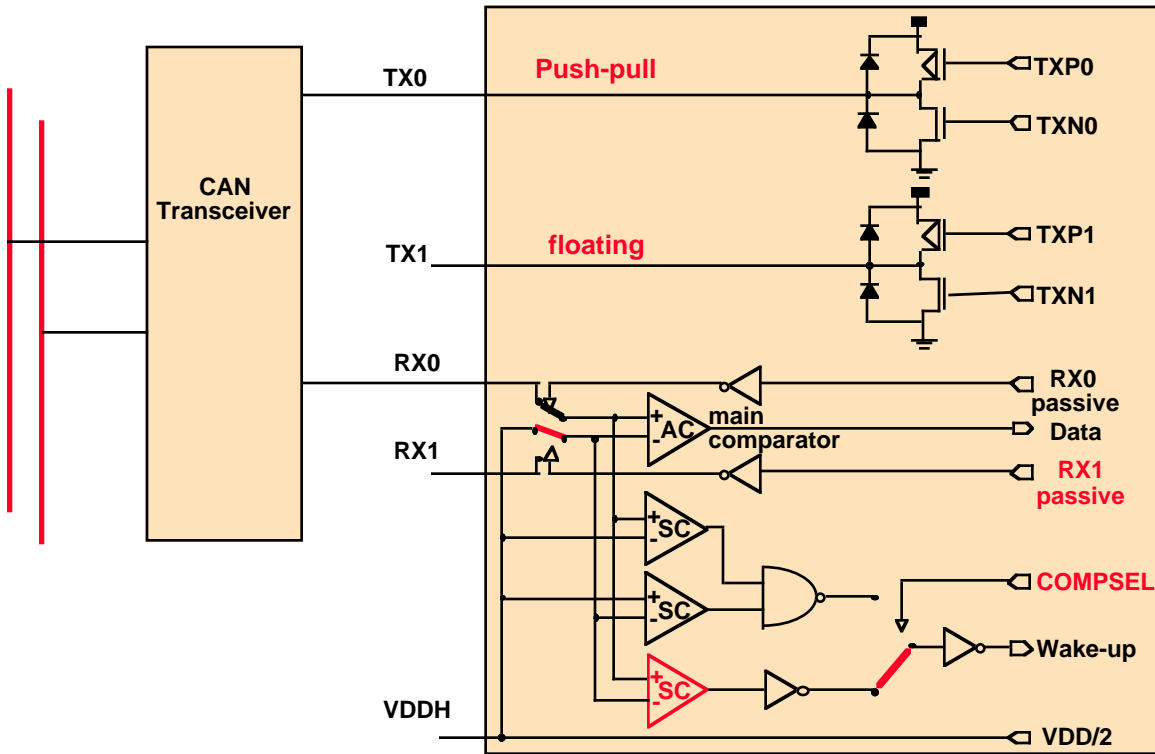 TX0
Push-pull
TXP0
TXN0
CAN
Transceiver
TX1
floating
TXP1
TXN1
RX0
RX0
passive
+
-
AC
main
comparator
Data
RX1
RX1
passive
+
-
SC
COMPSEL
+
-
SC
Wake-up
+
-
SC
VDDH
VDD/2